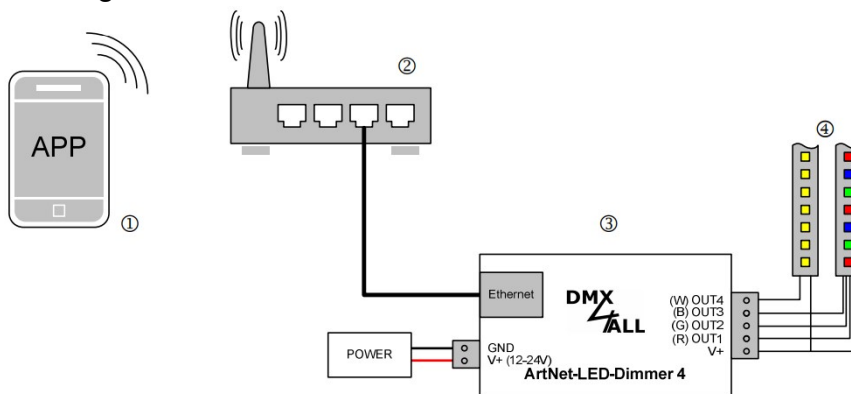 ①
APP
②
③
④
Ethernet
DMX
4
ALL
(W) OUT4
(B) OUT3
(G) OUT2
(R) OUT1
V+
POWER
GND
V+ (12-24V)
ArtNet-LED-Dimmer 4